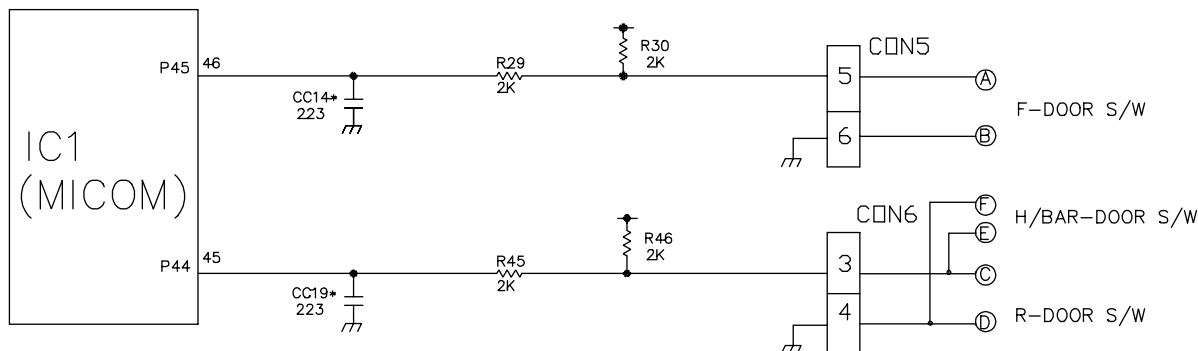 IC1
(MICOM)
P45
46
CC14*
223
R29
2K
R30
2K
CON5
5
6
A
B
F-DOOR S/W
P44
45
CC19*
223
R45
2K
R46
2K
CON6
3
4
F
E
C
D
H/BAR-DOOR S/W
R-DOOR S/W